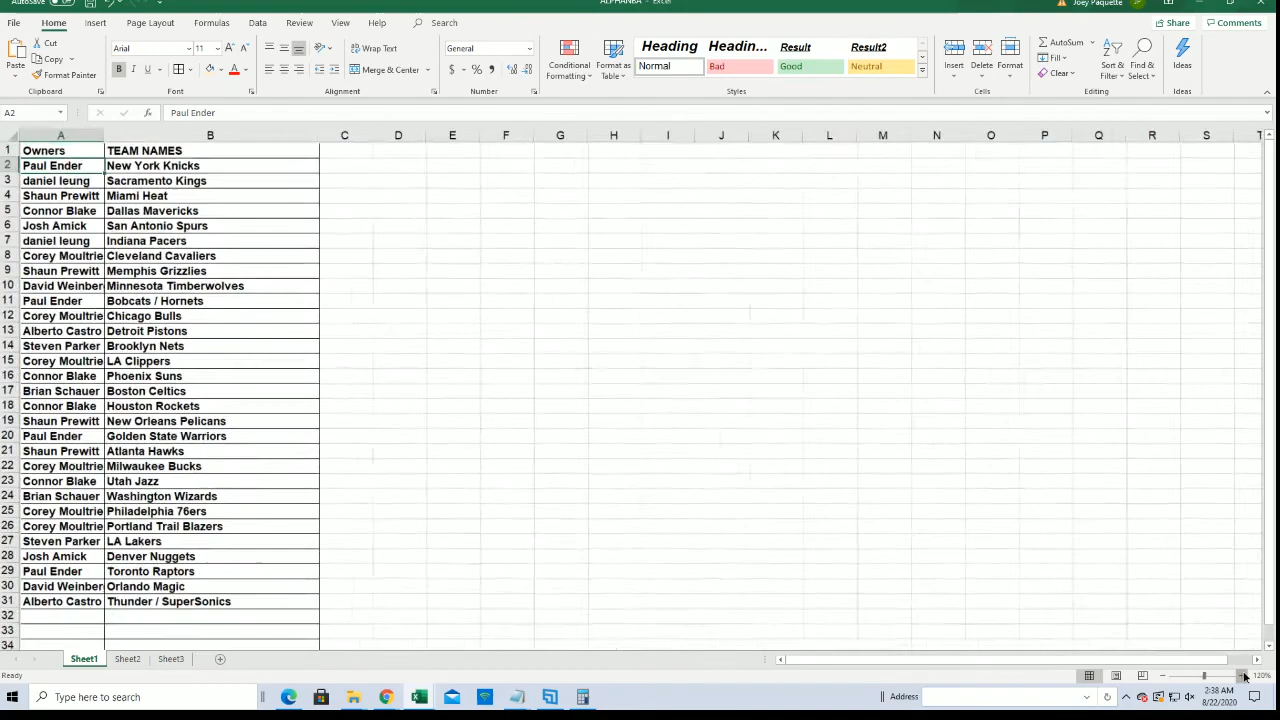 AutoSave Off ALPHABA - Excel Joey Paquette
File Home Insert Page Layout Formulas Data Review View Help Search Share Comments
Cut Arial 11 Wrap Text General Heading Headin... Result Result2 AutoSum
Paste Copy Merge & Center Conditional Formatting Format as Table Normal Bad Good Neutral Insert Delete Format Fill Sort & Filter Find & Select Ideas
Format Painter Clear
Clipboard Font Alignment Number Styles Cells Editing Ideas
A2 Paul Ender
A B C D E F G H I J K L M N O P Q R S T
1 Owners TEAM NAMES
2 Paul Ender New York Knicks
3 daniel leung Sacramento Kings
4 Shaun Prewitt Miami Heat
5 Connor Blake Dallas Mavericks
6 Josh Amick San Antonio Spurs
7 daniel leung Indiana Pacers
8 Corey Moultrie Cleveland Cavaliers
9 Shaun Prewitt Memphis Grizzlies
10 David Weinber Minnesota Timberwolves
11 Paul Ender Bobcats / Hornets
12 Corey Moultrie Chicago Bulls
13 Alberto Castro Detroit Pistons
14 Steven Parker Brooklyn Nets
15 Corey Moultrie LA Clippers
16 Connor Blake Phoenix Suns
17 Brian Schauer Boston Celtics
18 Connor Blake Houston Rockets
19 Shaun Prewitt New Orleans Pelicans
20 Paul Ender Golden State Warriors
21 Shaun Prewitt Atlanta Hawks
22 Corey Moultrie Milwaukee Bucks
23 Connor Blake Utah Jazz
24 Brian Schauer Washington Wizards
25 Corey Moultrie Philadelphia 76ers
26 Corey Moultrie Portland Trail Blazers
27 Steven Parker LA Lakers
28 Josh Amick Denver Nuggets
29 Paul Ender Toronto Raptors
30 David Weinber Orlando Magic
31 Alberto Castro Thunder / SuperSonics
32
33
34
Sheet1 Sheet2 Sheet3
Ready 120%
Type here to search Address 2:38 AM
8/22/2020